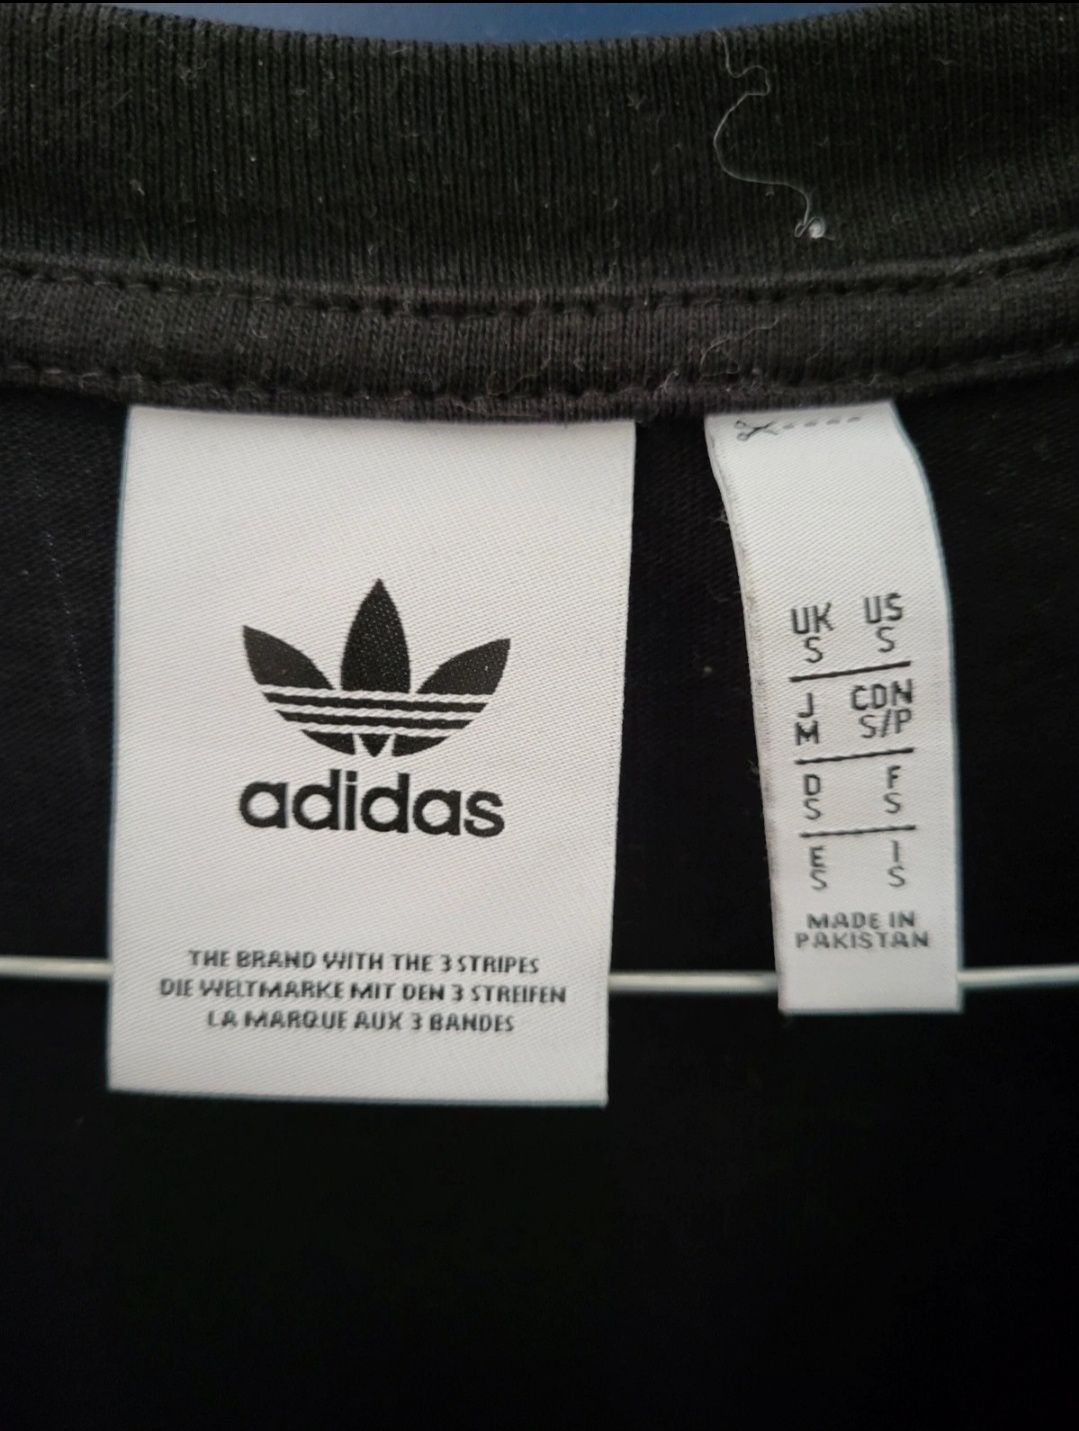 adidas
THE BRAND WITH THE 3 STRIPES
DIE WELTMARKE MIT DEN 3 STREIFEN
LA MARQUE AUX 3 BANDES
UK US
S S
J CDN
M S/P
D F
S S
E I
S S
MADE IN
PAKISTAN